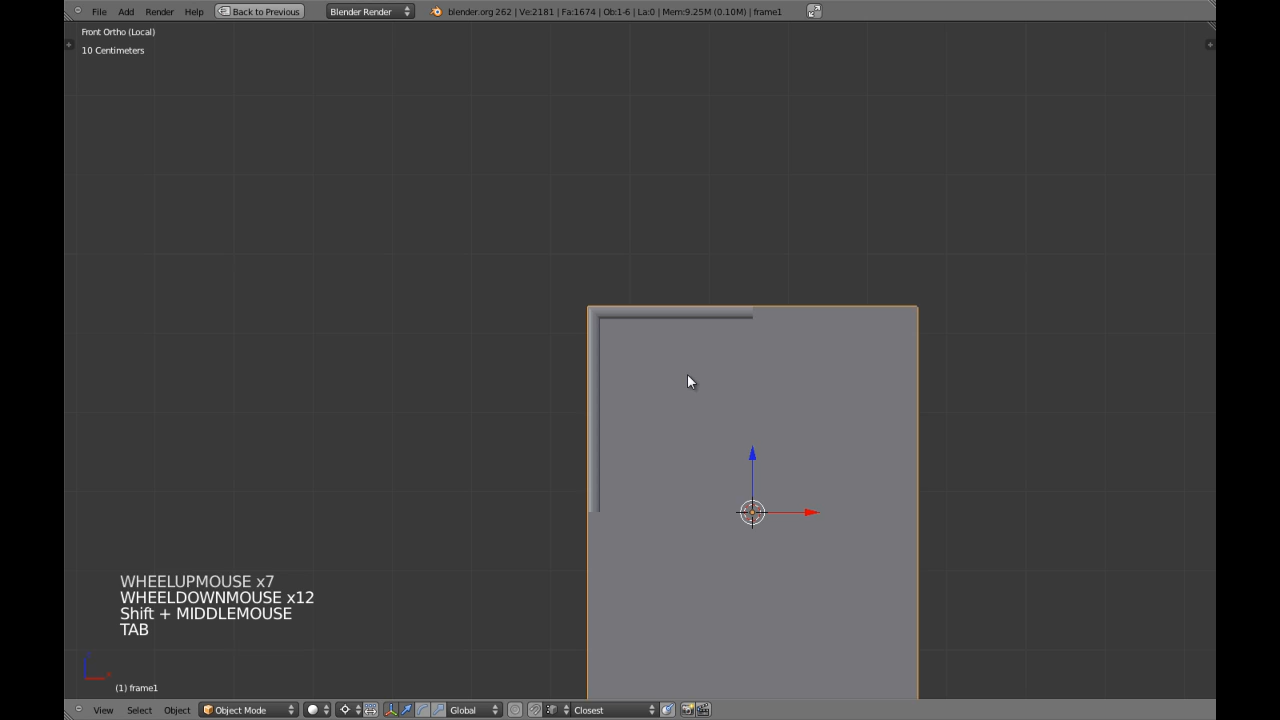 File Add Render Help Back to Previous Blender Render blender.org 262 | Ve:2181 | Fa:1674 | Ob:1-6 | La:0 | Mem:9.25M (0.10M) | frame1
Front Ortho (Local)
10 Centimeters
WHEELUPMOUSE x7
WHEELDOWNMOUSE x12
Shift + MIDDLEMOUSE
TAB
(1) frame1
View Select Object Object Mode Global Closest